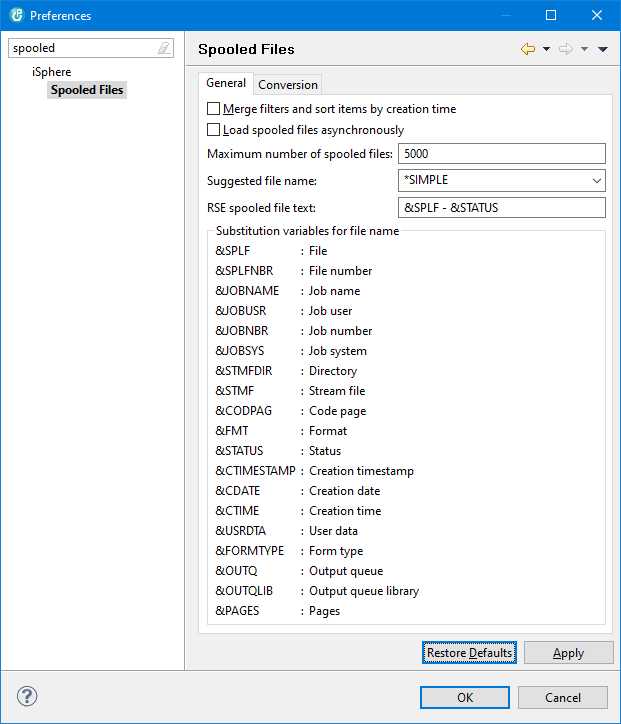 Preferences
spooled
iSphere
Spooled Files
Spooled Files
General
Conversion
Merge filters and sort items by creation time
Load spooled files asynchronously
Maximum number of spooled files: 5000
Suggested file name: *SIMPLE
RSE spooled file text: &SPLF - &STATUS
Substitution variables for file name
&SPLF : File
&SPLFNBR : File number
&JOBNAME : Job name
&JOBUSR : Job user
&JOBNBR : Job number
&JOBSYS : Job system
&STMFDIR : Directory
&STMF : Stream file
&CODPAG : Code page
&FMT : Format
&STATUS : Status
&CTIMESTAMP : Creation timestamp
&CDATE : Creation date
&CTIME : Creation time
&USRDTA : User data
&FORMTYPE : Form type
&OUTQ : Output queue
&OUTQLIB : Output queue library
&PAGES : Pages
Restore Defaults
Apply
?
OK
Cancel